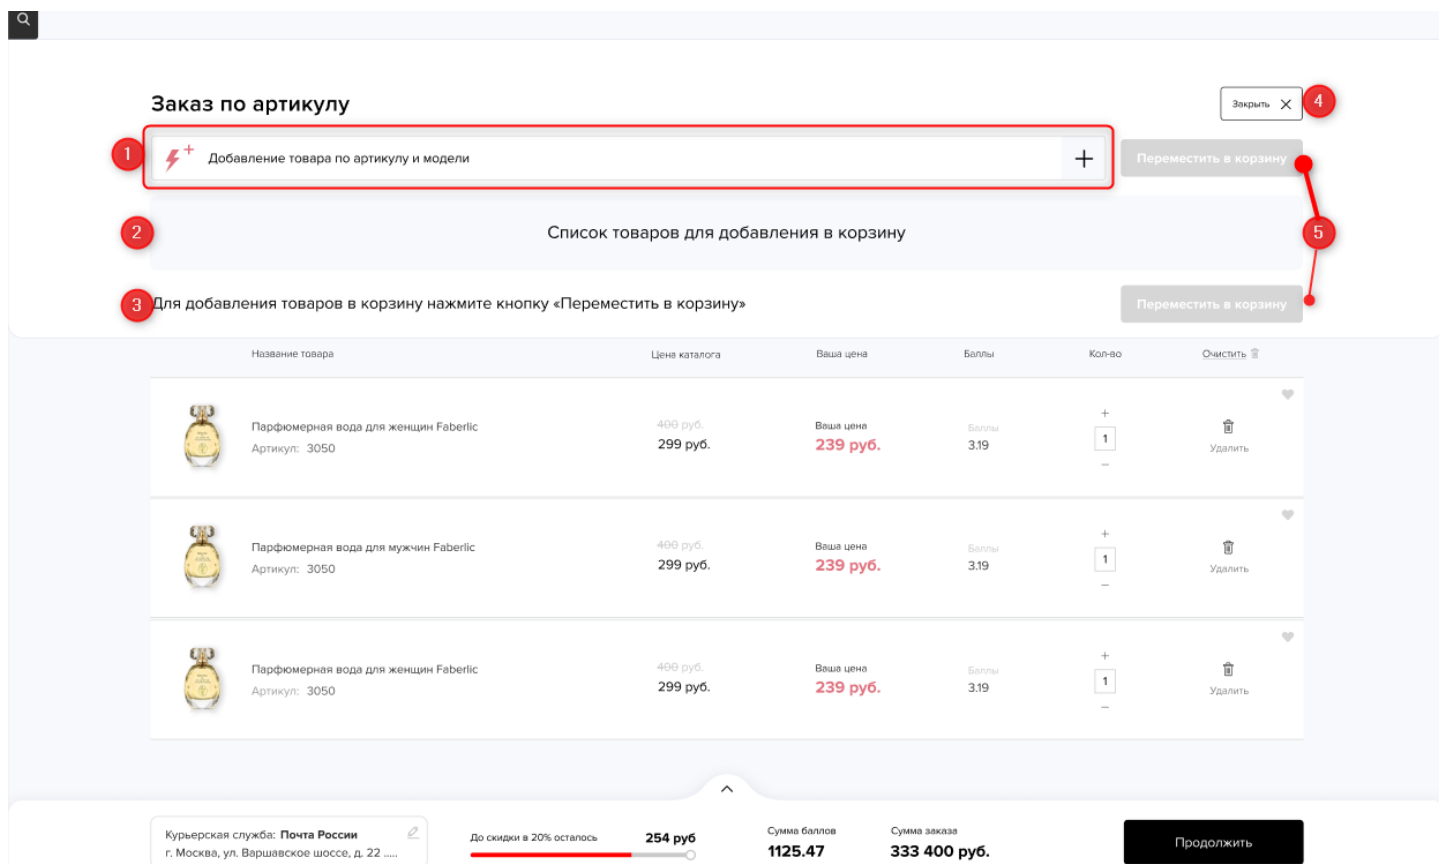 Заказ по артикулу
Закрыть
4
1
Добавление товара по артикулу и модели
Переместить в корзину
2
Список товаров для добавления в корзину
5
3
Для добавления товаров в корзину нажмите кнопку «Переместить в корзину»
Переместить в корзину
Название товара Цена каталога Ваша цена Баллы Кол-во Очистить
Парфюмерная вода для женщин Faberlic
Артикул: 3050
400 руб.
299 руб.
Ваша цена
239 руб.
Баллы
3.19
+
1
−
Удалить
Парфюмерная вода для мужчин Faberlic
Артикул: 3050
400 руб.
299 руб.
Ваша цена
239 руб.
Баллы
3.19
+
1
−
Удалить
Парфюмерная вода для женщин Faberlic
Артикул: 3050
400 руб.
299 руб.
Ваша цена
239 руб.
Баллы
3.19
+
1
−
Удалить
Курьерская служба: Почта России
г. Москва, ул. Варшавское шоссе, д. 22 .....
До скидки в 20% осталось 254 руб
Сумма баллов
1125.47
Сумма заказа
333 400 руб.
Продолжить